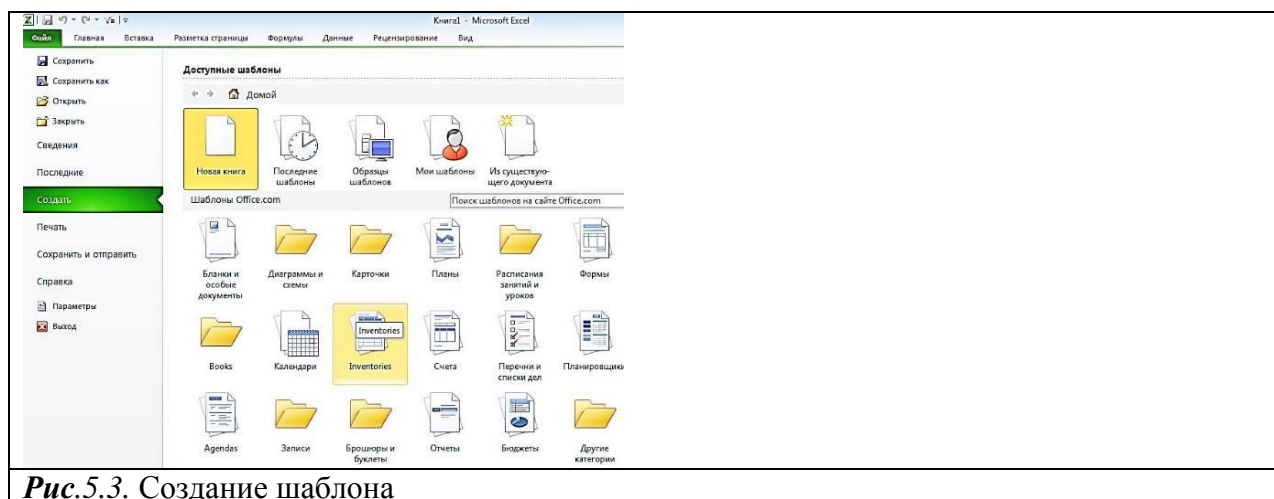 Книга1 - Microsoft Excel
Файл Главная Вставка Разметка страницы Формулы Данные Рецензирование Вид
Сохранить
Сохранить как
Открыть
Закрыть
Сведения
Последние
Создать
Печать
Сохранить и отправить
Справка
Параметры
Выход
Доступные шаблоны
Домой
Новая книга
Последние шаблоны
Образцы шаблонов
Мои шаблоны
Из существую-
щего документа
Шаблоны Office.com
Поиск шаблонов на сайте Office.com
Бланки и
особые
документы
Диаграммы и
схемы
Карточки
Планы
Расписания
занятий и
уроков
Формы
Inventories
Books
Календари
Inventories
Счета
Перечни и
списки дел
Планировщики
Agendas
Записи
Брошюры и
буклеты
Отчеты
Бюджеты
Другие
категории
Рис.5.3. Создание шаблона